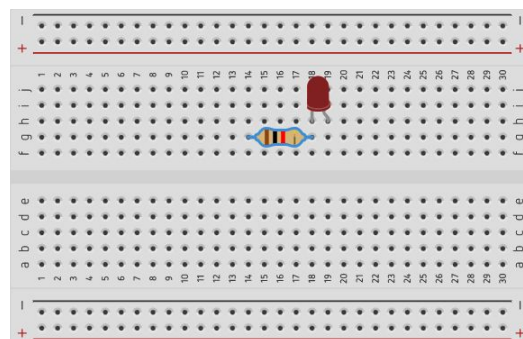 − −
+ +
1 2 3 4 5 6 7 8 9 10 11 12 13 14 15 16 17 18 19 20 21 22 23 24 25 26 27 28 29 30
j j
i i
h h
g g
f f
e e
d d
c c
b b
a a
1 2 3 4 5 6 7 8 9 10 11 12 13 14 15 16 17 18 19 20 21 22 23 24 25 26 27 28 29 30
− −
+ +